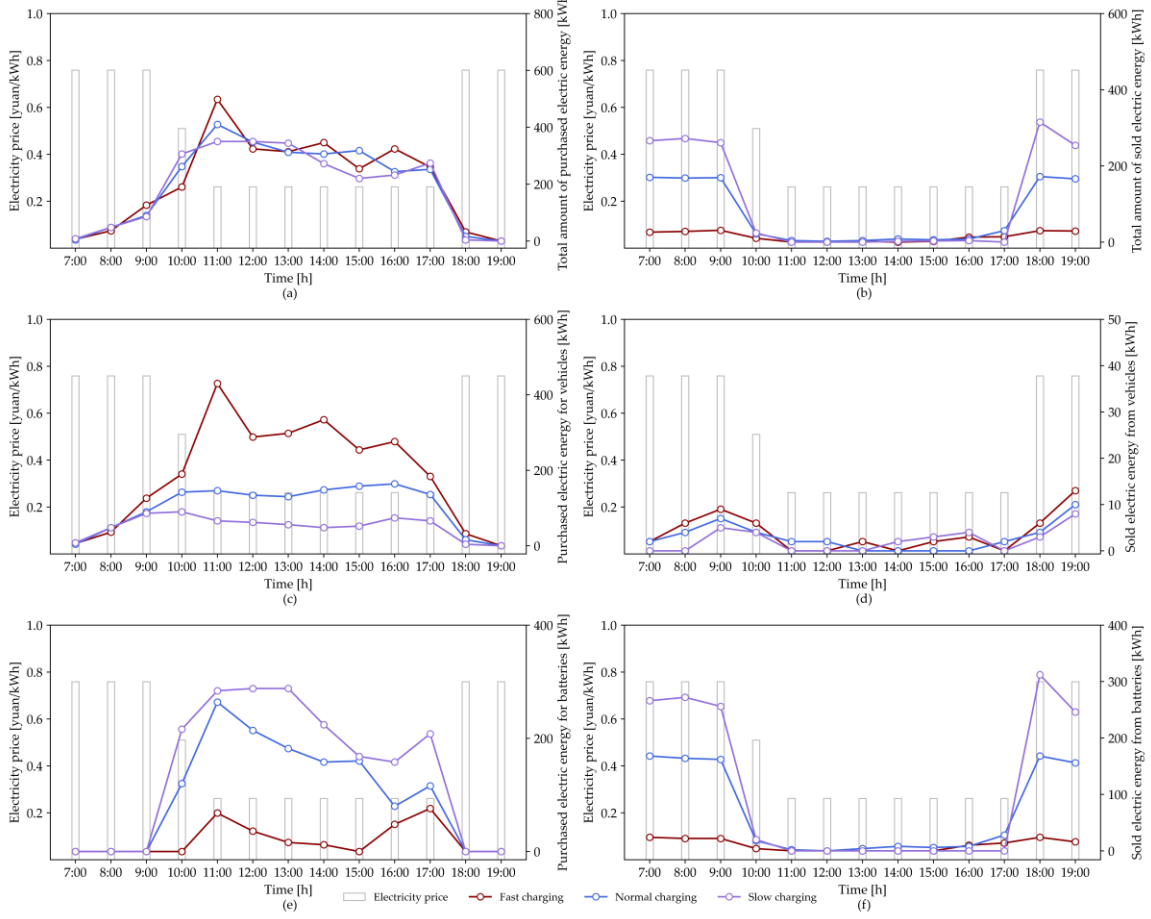 1.0 800 1.0 600
0.8 600 0.8 400
0.6 400 0.6
0.4 0.4 200
0.2 200 0.2
0 0
Electricity price [yuan/kWh]
Total amount of purchased electric energy [kWh]
Electricity price [yuan/kWh]
Total amount of sold electric energy [kWh]
7:00 8:00 9:00 10:00 11:00 12:00 13:00 14:00 15:00 16:00 17:00 18:00 19:00
7:00 8:00 9:00 10:00 11:00 12:00 13:00 14:00 15:00 16:00 17:00 18:00 19:00
Time [h] Time [h]
(a) (b)
1.0 600 1.0 50
0.8 0.8 40
0.6 400 0.6 30
0.4 200 0.4 20
0.2 0.2 10
0 0
Electricity price [yuan/kWh]
Purchased electric energy for vehicles [kWh]
Electricity price [yuan/kWh]
Sold electric energy from vehicles [kWh]
7:00 8:00 9:00 10:00 11:00 12:00 13:00 14:00 15:00 16:00 17:00 18:00 19:00
7:00 8:00 9:00 10:00 11:00 12:00 13:00 14:00 15:00 16:00 17:00 18:00 19:00
Time [h] Time [h]
(c) (d)
1.0 400 1.0 400
0.8 0.8 300
0.6 200 0.6
0.4 0.4 200
0.2 0.2 100
0 0
Electricity price [yuan/kWh]
Purchased electric energy for batteries [kWh]
Electricity price [yuan/kWh]
Sold electric energy from batteries [kWh]
7:00 8:00 9:00 10:00 11:00 12:00 13:00 14:00 15:00 16:00 17:00 18:00 19:00
7:00 8:00 9:00 10:00 11:00 12:00 13:00 14:00 15:00 16:00 17:00 18:00 19:00
Time [h] Time [h]
(e) (f)
Electricity price Fast charging Normal charging Slow charging